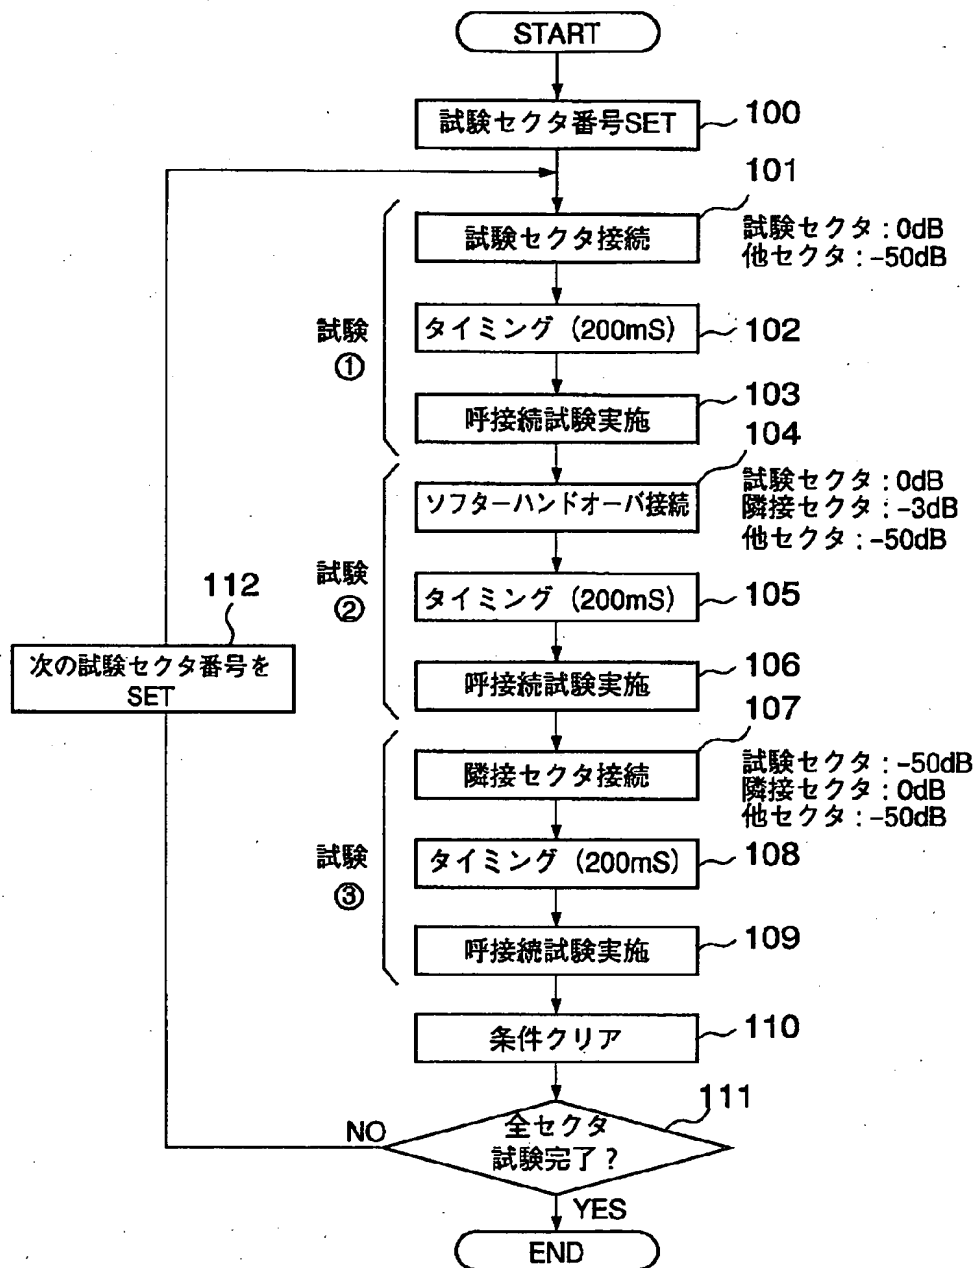 START
試験セクタ番号SET
100
101
試験セクタ接続
試験セクタ:0dB
他セクタ:-50dB
試験
①
タイミング(200mS)
102
呼接続試験実施
103
104
ソフターハンドオーバ接続
試験セクタ:0dB
隣接セクタ:-3dB
他セクタ:-50dB
試験
②
タイミング(200mS)
105
112
次の試験セクタ番号を
SET
呼接続試験実施
106
107
隣接セクタ接続
試験セクタ:-50dB
隣接セクタ:0dB
他セクタ:-50dB
試験
③
タイミング(200mS)
108
呼接続試験実施
109
条件クリア
110
111
全セクタ
試験完了?
NO
YES
END